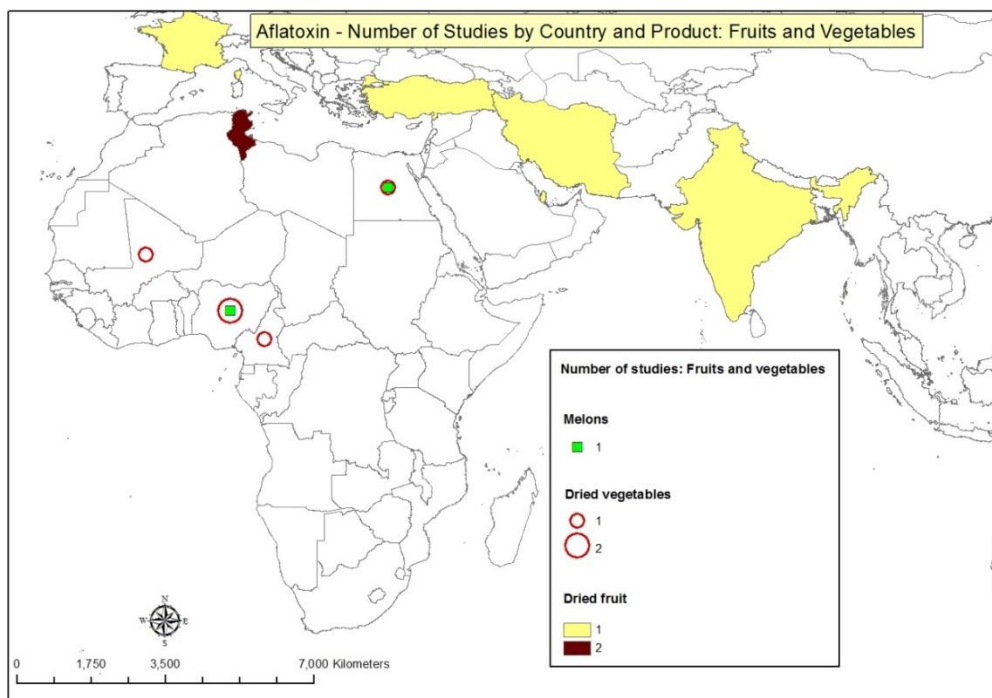 Aflatoxin - Number of Studies by Country and Product: Fruits and Vegetables
Number of studies: Fruits and vegetables
Melons
1
Dried vegetables
1
2
Dried fruit
1
2
N
W E
S
0 1,750 3,500 7,000 Kilometers